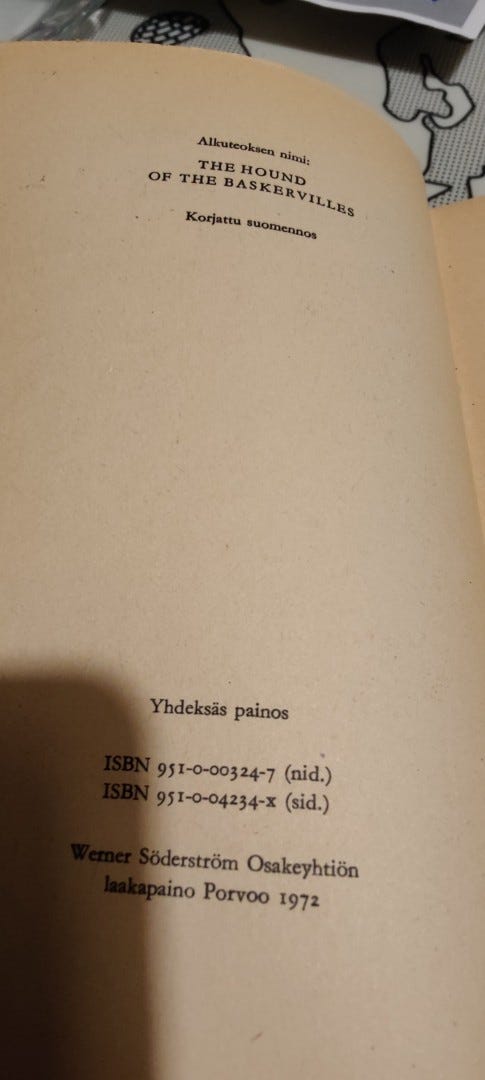 Alkuteoksen nimi:
THE HOUND
OF THE BASKERVILLES
Korjattu suomennos
Yhdeksäs painos
ISBN 951-0-00324-7 (nid.)
ISBN 951-0-04234-x (sid.)
Werner Söderström Osakeyhtiön
laakapaino Porvoo 1972